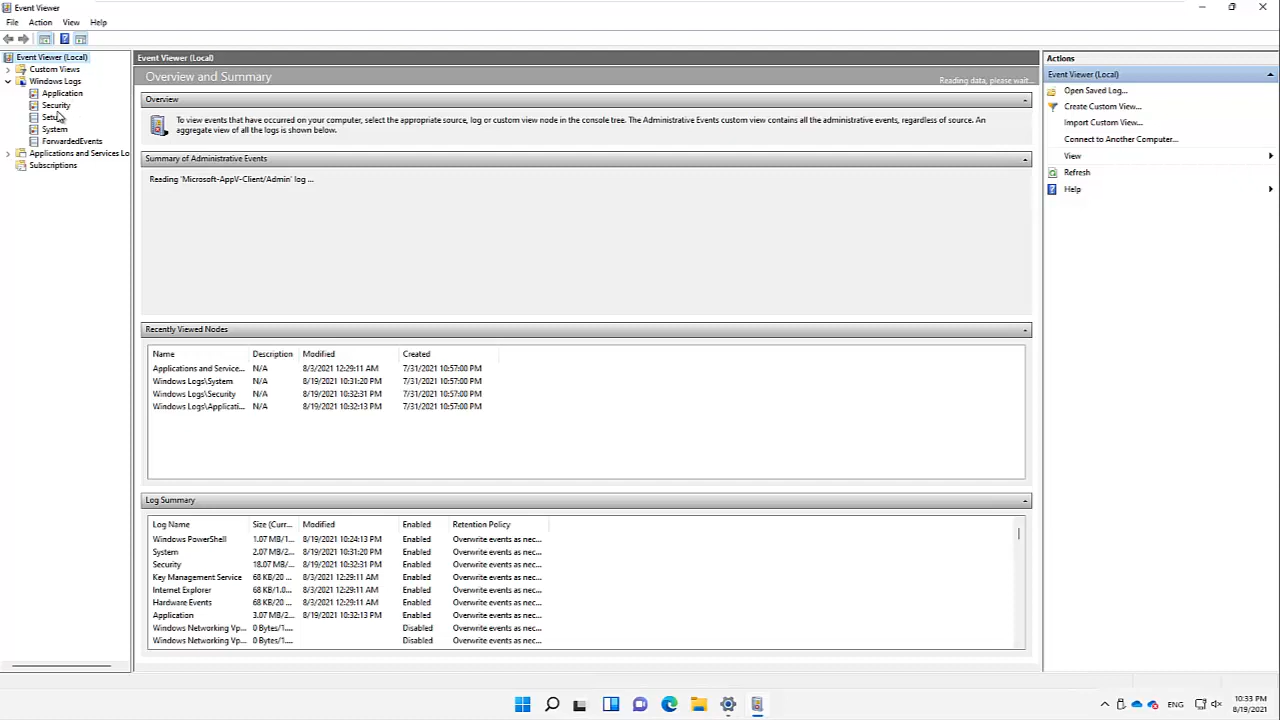 Event Viewer
File Action View Help
Event Viewer (Local)
Custom Views
Windows Logs
Application
Security
System
ForwardedEvents
Applications and Services Lo
Subscriptions
Event Viewer (Local)
Overview and Summary
Reading data, please wait...
Overview
To view events that have occurred on your computer, select the appropriate source, log or custom view node in the console tree. The Administrative Events custom view contains all the administrative events, regardless of source. An
aggregate view of all the logs is shown below.
Summary of Administrative Events
Reading 'Microsoft-AppV-Client/Admin' log ...
Recently Viewed Nodes
Name Description Modified Created
Applications and Service... N/A 8/3/2021 12:29:11 AM 7/31/2021 10:57:00 PM
Windows Logs\System N/A 8/19/2021 10:31:20 PM 7/31/2021 10:57:00 PM
Windows Logs\Security N/A 8/19/2021 10:32:31 PM 7/31/2021 10:57:00 PM
Windows Logs\Applicati... N/A 8/19/2021 10:32:13 PM 7/31/2021 10:57:00 PM
Log Summary
Log Name Size (Curr... Modified Enabled Retention Policy
Windows PowerShell 1.07 MB/1... 8/19/2021 10:24:13 PM Enabled Overwrite events as nec...
System 2.07 MB/2... 8/19/2021 10:31:20 PM Enabled Overwrite events as nec...
Security 18.07 MB/... 8/19/2021 10:32:31 PM Enabled Overwrite events as nec...
Key Management Service 68 KB/20 ... 8/3/2021 12:29:11 AM Enabled Overwrite events as nec...
Internet Explorer 68 KB/1.0... 8/3/2021 12:29:11 AM Enabled Overwrite events as nec...
Hardware Events 68 KB/20 ... 8/3/2021 12:29:11 AM Enabled Overwrite events as nec...
Application 3.07 MB/2... 8/19/2021 10:32:13 PM Enabled Overwrite events as nec...
Windows Networking Vp... 0 Bytes/1.... Disabled Overwrite events as nec...
Windows Networking Vp... 0 Bytes/1.... Disabled Overwrite events as nec...
Actions
Event Viewer (Local)
Open Saved Log...
Create Custom View...
Import Custom View...
Connect to Another Computer...
View
Refresh
Help
ENG
10:33 PM
8/19/2021